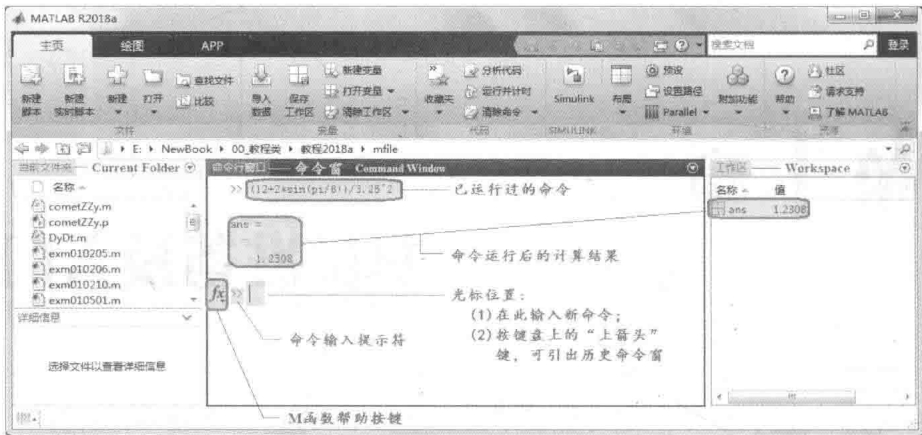 MATLAB R2018a
主页 绘图 APP 搜索文档 登录
新建脚本 新建实时脚本 新建 打开 查找文件 比较
导入数据 保存工作区 新建变量 打开变量 清除工作区
收藏夹 分析代码 运行并计时 清除命令
Simulink 布局 预设 设置路径 Parallel
附加功能 帮助 社区 请求支持 了解 MATLAB
文件 变量 代码 SIMULINK 环境 资源
E: NewBook 00_教程类 教程2018a mfile
当前文件夹 Current Folder
名称
cometZZy.m
cometZZy.p
DyDt.m
exm010205.m
exm010206.m
exm010210.m
exm010501.m
详细信息
选择文件以查看详细信息
命令行窗口 命令窗 Command Window
>> (12+2*sin(pi/8))/3.25^2
已运行过的命令
ans =
1.2308
命令运行后的计算结果
fx >>
光标位置：
(1)在此输入新命令；
(2)按键盘上的“上箭头”
键，可引出历史命令窗
命令输入提示符
M函数帮助按键
工作区 Workspace
名称 值
ans 1.2308